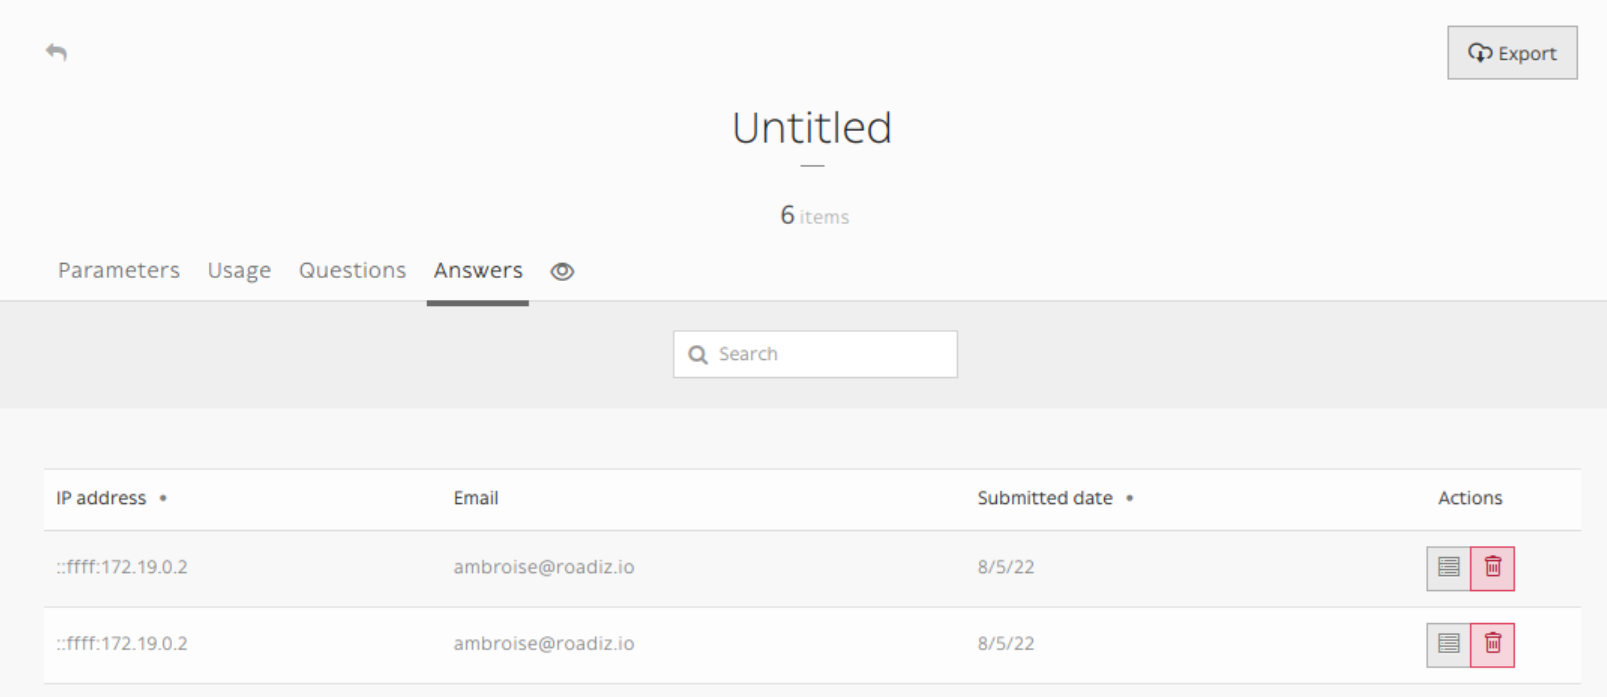 Export
Untitled
6 items
Parameters Usage Questions Answers
Search
IP address • Email Submitted date • Actions
::ffff:172.19.0.2 ambroise@roadiz.io 8/5/22
::ffff:172.19.0.2 ambroise@roadiz.io 8/5/22